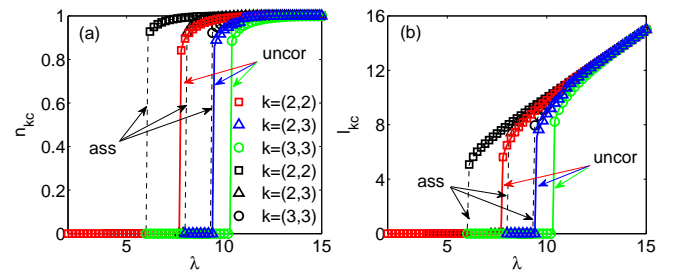 (a)
n_kc
1
0.8
0.6
0.4
0.2
0
5
10
15
λ
uncor
ass
k=(2,2)
k=(2,3)
k=(3,3)
k=(2,2)
k=(2,3)
k=(3,3)
(b)
I_kc
16
12
8
4
0
5
10
15
λ
ass
uncor